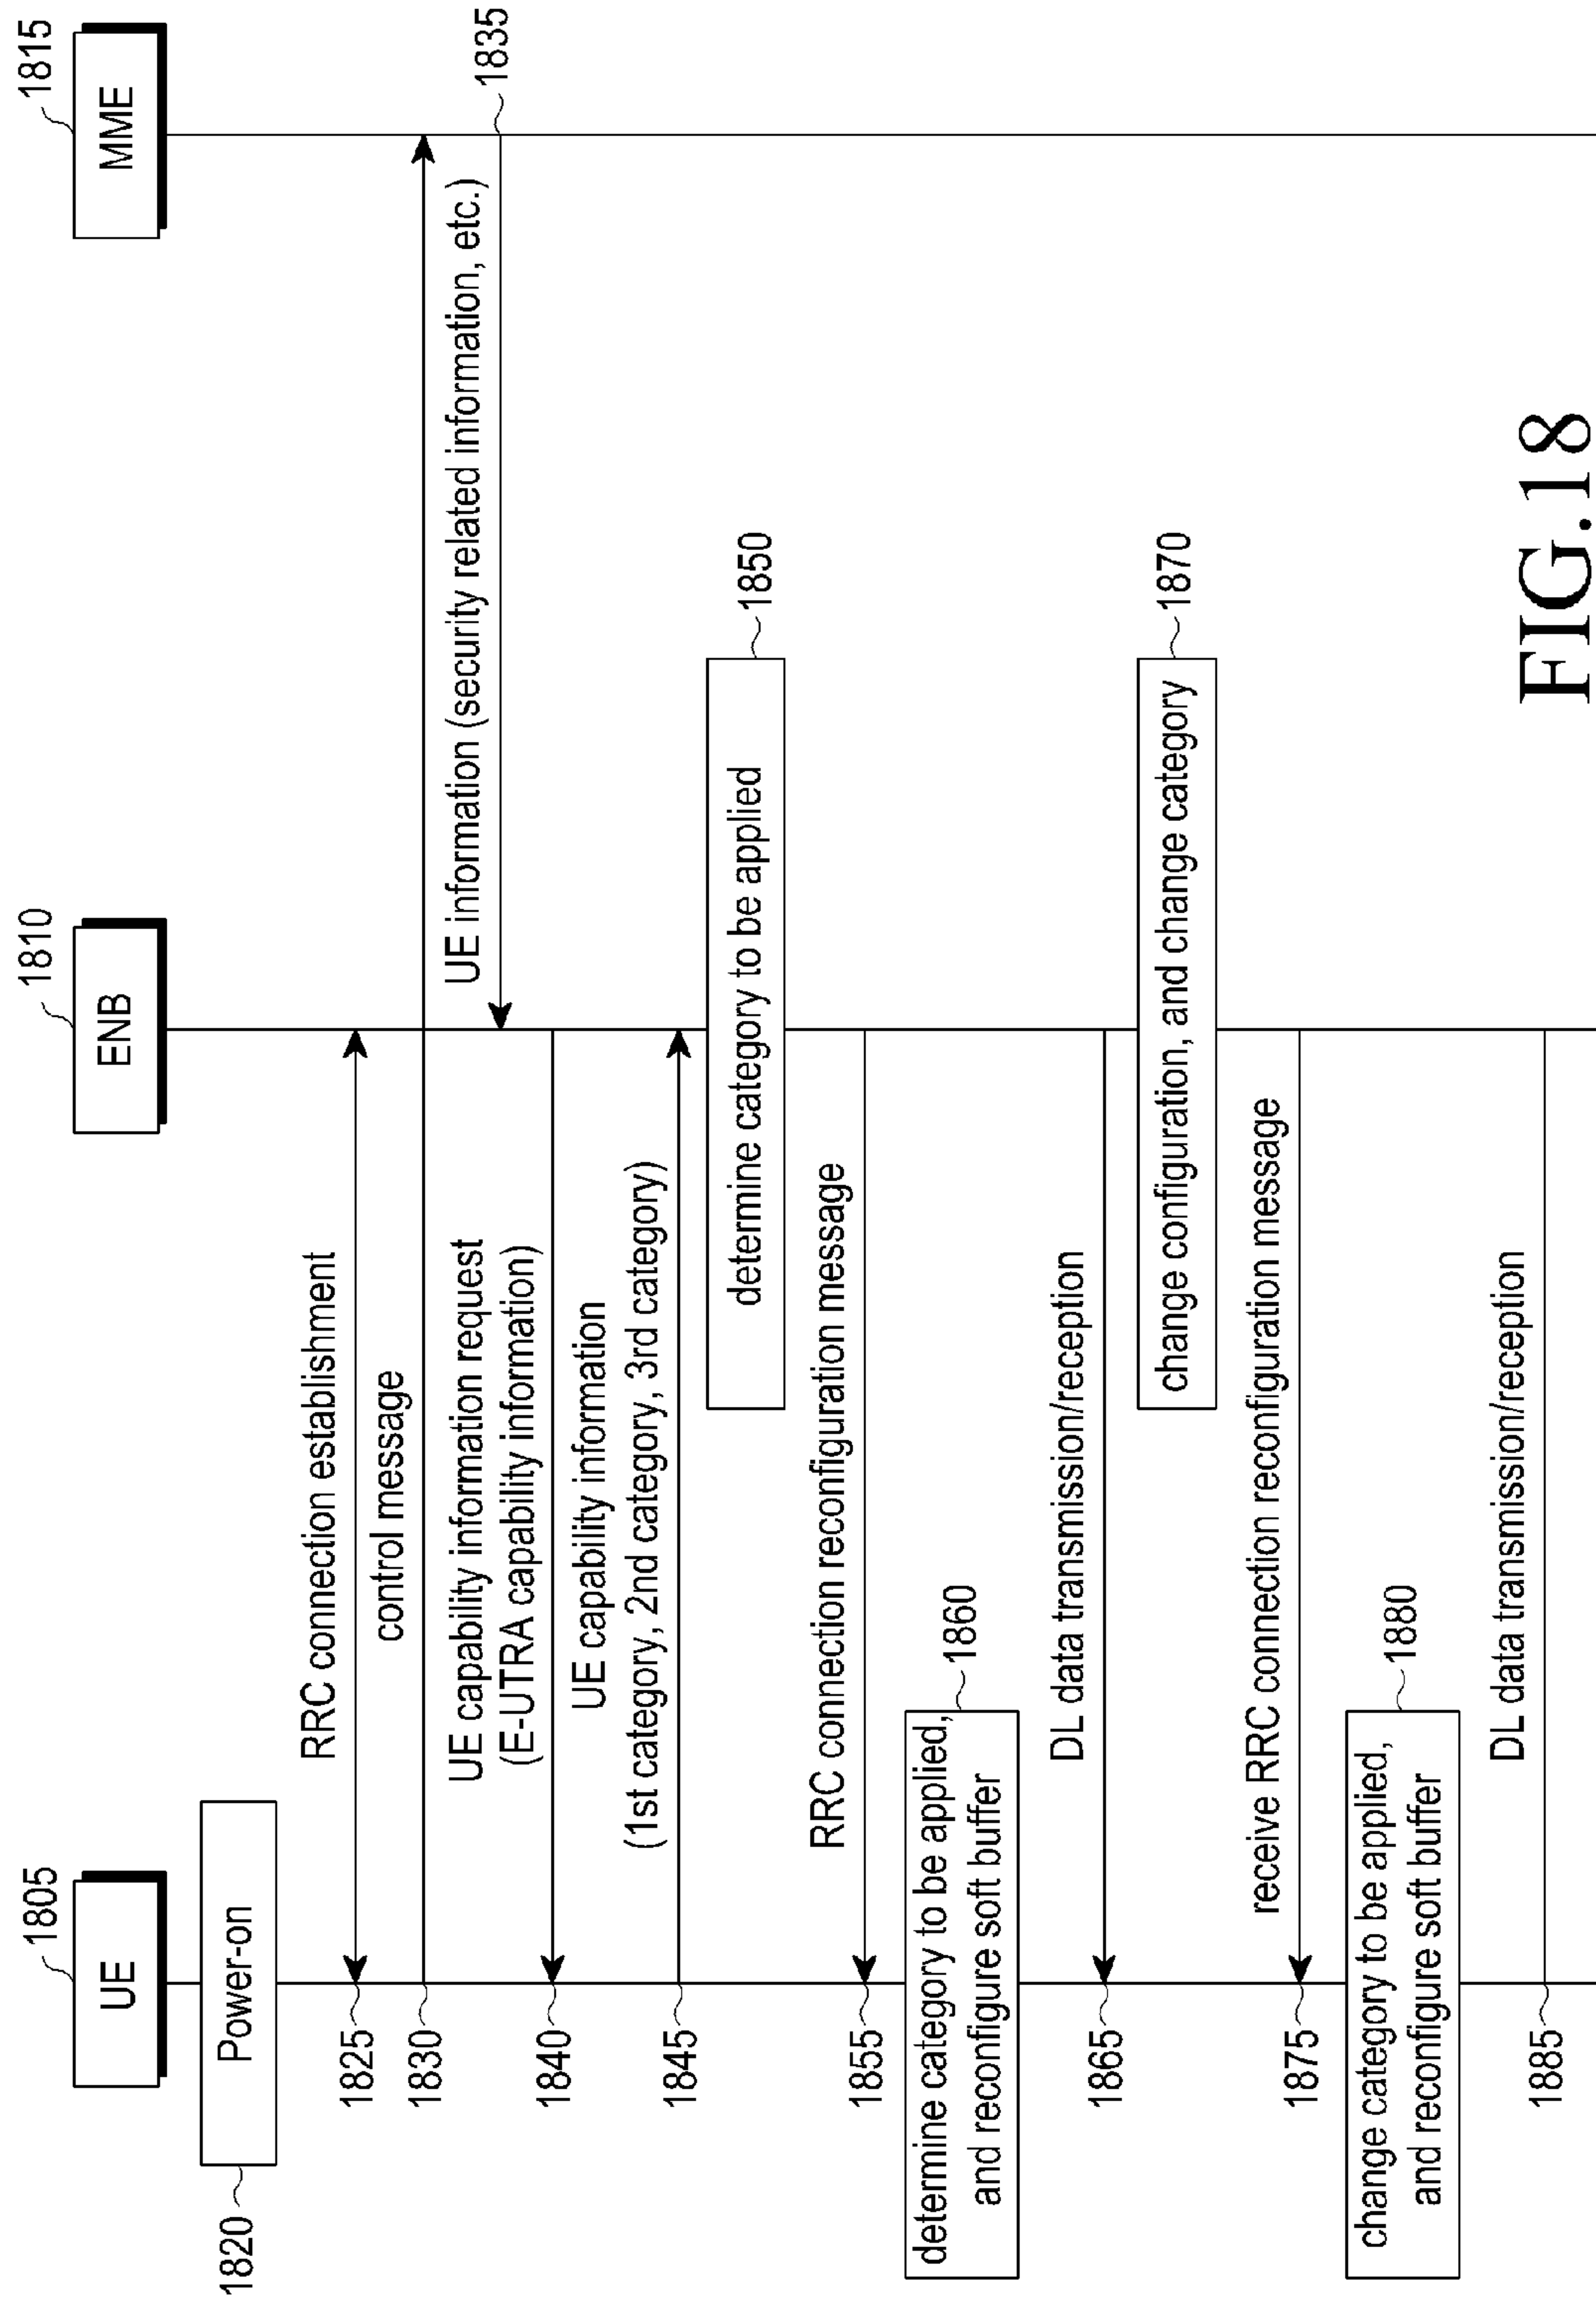 1805
UE
1810
ENB
1815
MME
1820
Power-on
1825
RRC connection establishment
1830
control message
UE information (security related information, etc.)
1835
1840
UE capability information request
(E-UTRA capability information)
1845
UE capability information
(1st category, 2nd category, 3rd category)
determine category to be applied
1850
1855
RRC connection reconfiguration message
determine category to be applied,
and reconfigure soft buffer
1860
1865
DL data transmission/reception
change configuration, and change category
1870
1875
receive RRC connection reconfiguration message
change category to be applied,
and reconfigure soft buffer
1880
1885
DL data transmission/reception
FIG.18